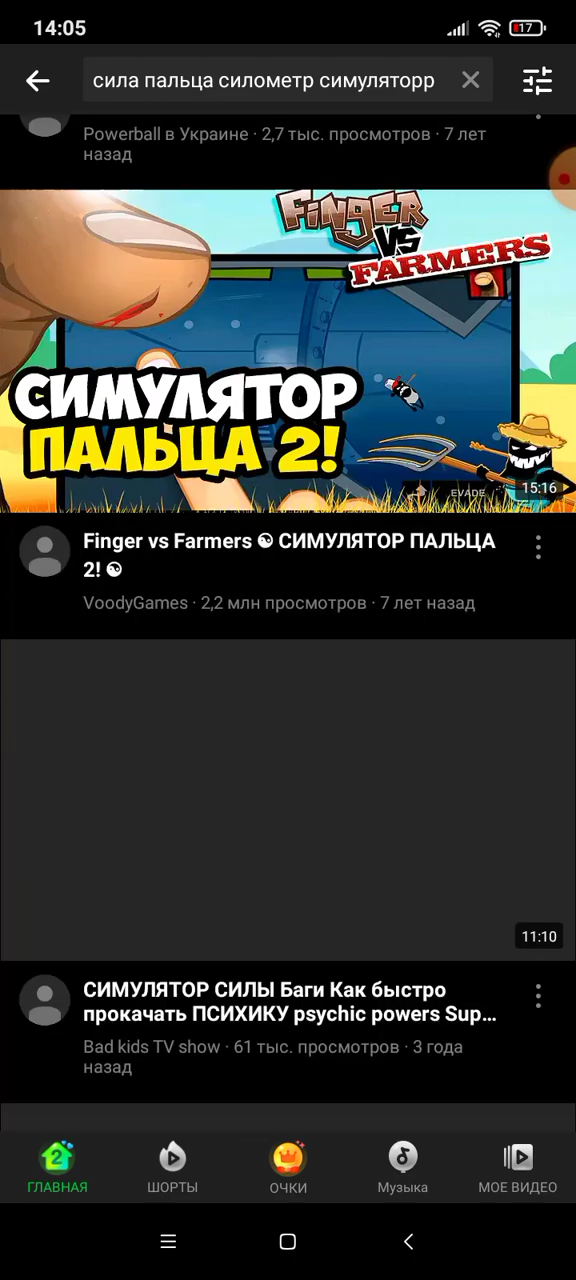 14:05
17
сила пальца силометр симуляторр
Powerball в Украине · 2,7 тыс. просмотров · 7 лет
назад
FINGER
VS
FARMERS
СИМУЛЯТОР
ПАЛЬЦА 2!
EVADE
15:16
Finger vs Farmers ☯ СИМУЛЯТОР ПАЛЬЦА
2! ☯
VoodyGames · 2,2 млн просмотров · 7 лет назад
11:10
СИМУЛЯТОР СИЛЫ Баги Как быстро
прокачать ПСИХИКУ psychic powers Sup...
Bad kids TV show · 61 тыс. просмотров · 3 года
назад
2
ГЛАВНАЯ
ШОРТЫ
ОЧКИ
Музыка
МОЕ ВИДЕО